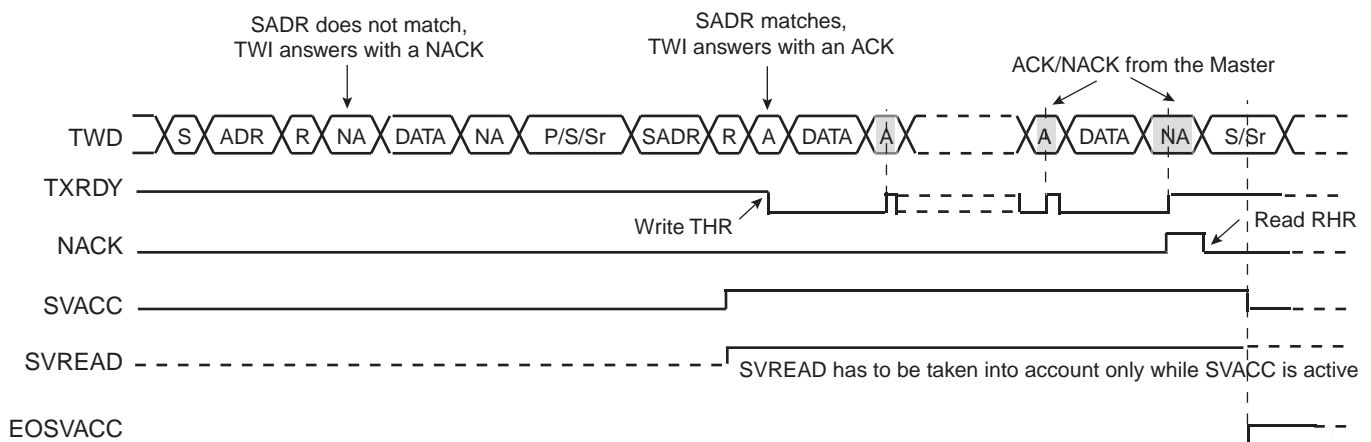 SADR does not match,
TWI answers with a NACK
SADR matches,
TWI answers with an ACK
ACK/NACK from the Master
TWD S ADR R NA DATA NA P/S/Sr SADR R A DATA A A DATA NA S/Sr
TXRDY
Write THR
Read RHR
NACK
SVACC
SVREAD
SVREAD has to be taken into account only while SVACC is active
EOSVACC